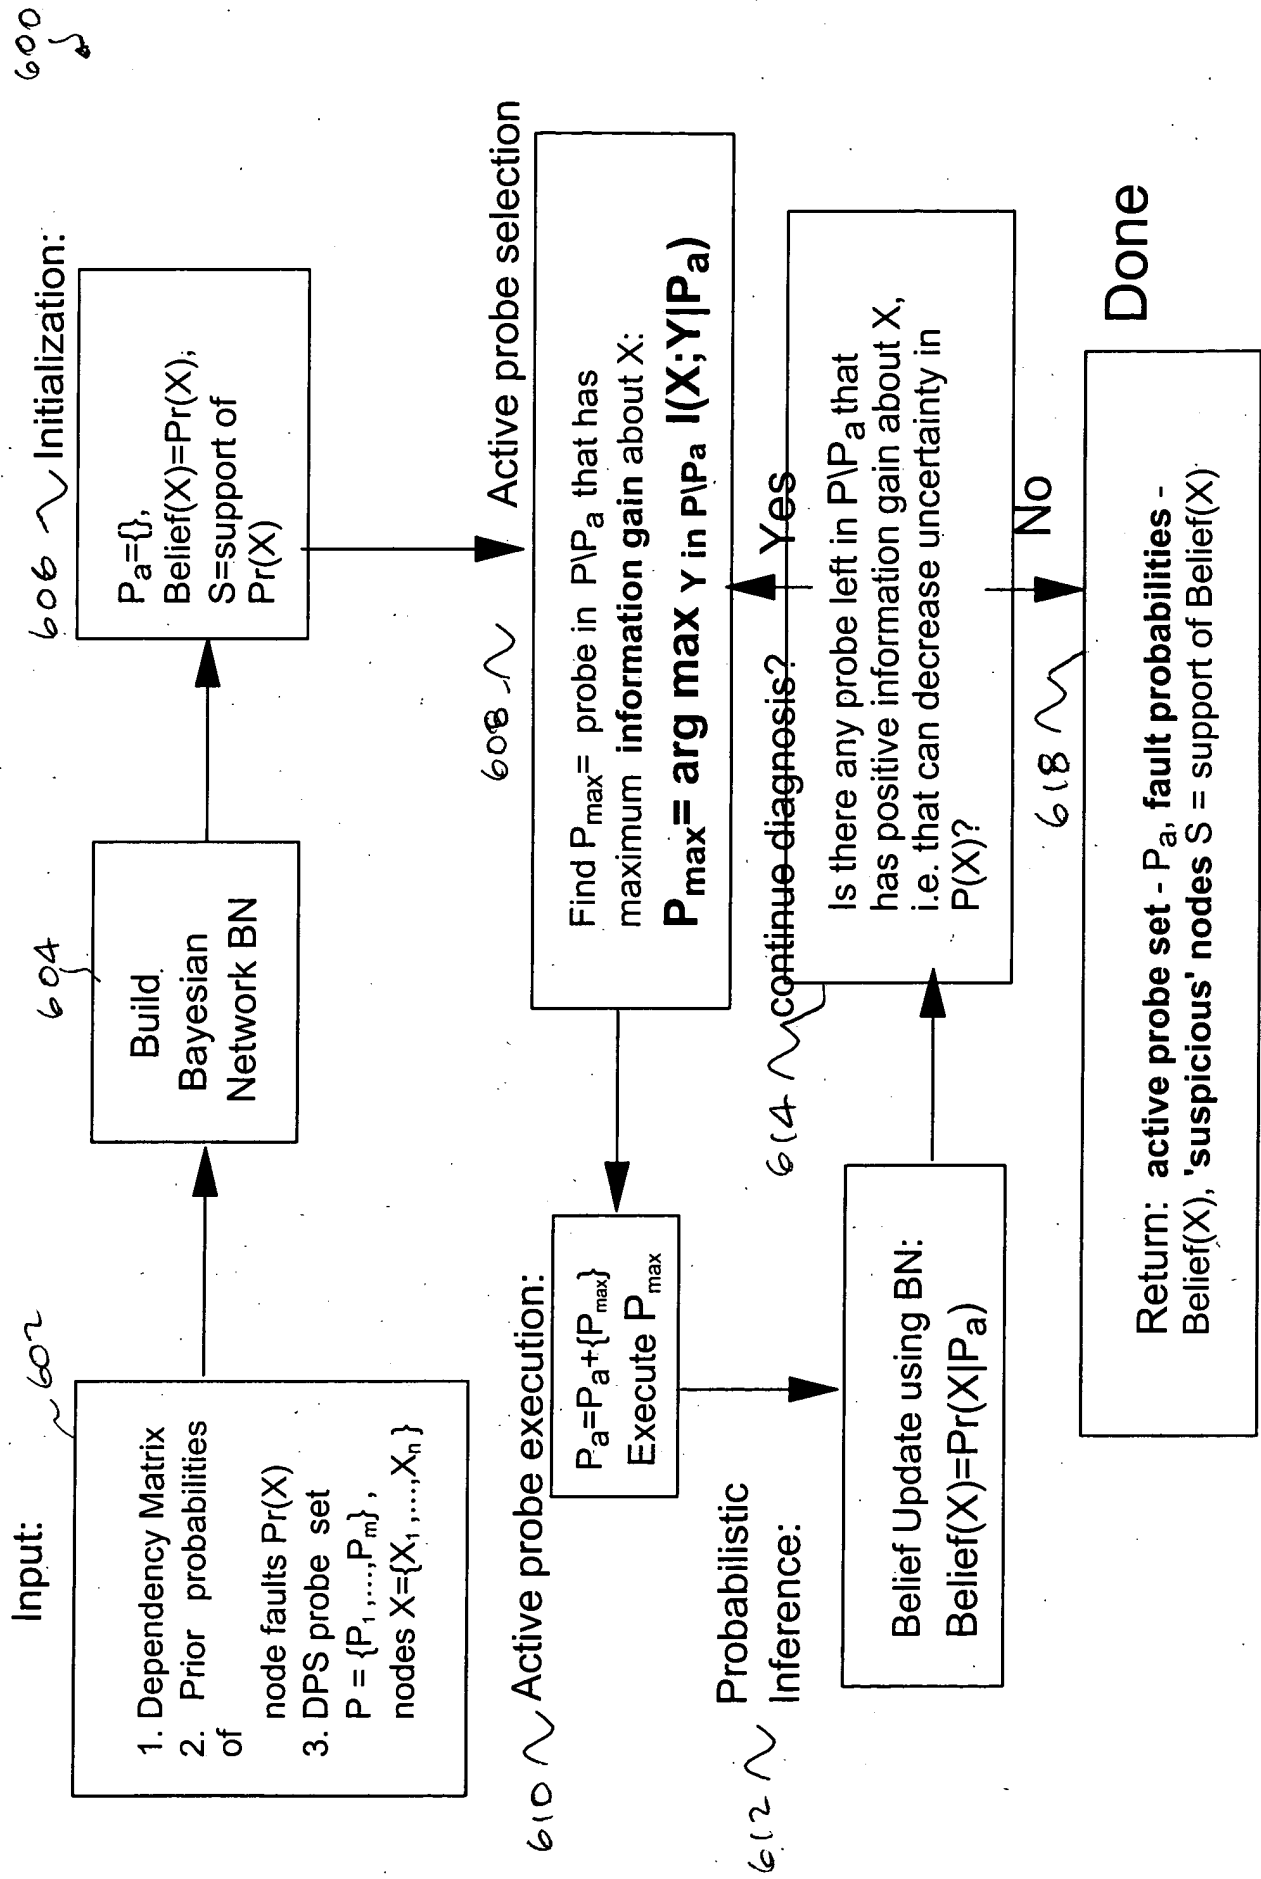 600
Input:
602
1. Dependency Matrix
2. Prior probabilities
of
node faults Pr(X)
3. DPS probe set
P = {P1,...,Pm} ,
nodes X={X1,...,Xn}
604
Build
Bayesian
Network BN
606 Initialization:
Pa={},
Belief(X)=Pr(X),
S=support of
Pr(X)
608 Active probe selection
Find Pmax= probe in P\Pa that has
maximum information gain about X:
Pmax= arg max Y in P\Pa I(X;Y|Pa)
610 Active probe execution:
Pa=Pa+{Pmax}
Execute Pmax
612 Probabilistic
Inference:
Belief Update using BN:
Belief(X)=Pr(X|Pa)
614 continue diagnosis? Yes
Is there any probe left in P\Pa that
has positive information gain about X,
i.e. that can decrease uncertainty in
P(X)?
No
618
Done
Return: active probe set - Pa, fault probabilities -
Belief(X), 'suspicious' nodes S = support of Belief(X)